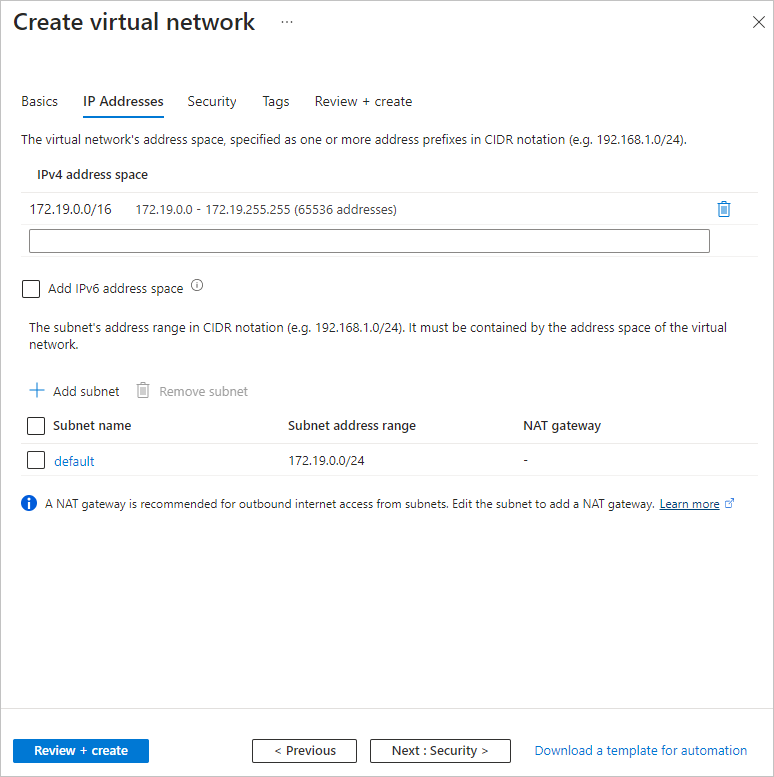 Create virtual network ...
Basics IP Addresses Security Tags Review + create
The virtual network's address space, specified as one or more address prefixes in CIDR notation (e.g. 192.168.1.0/24).
IPv4 address space
172.19.0.0/16 172.19.0.0 - 172.19.255.255 (65536 addresses)
Add IPv6 address space
The subnet's address range in CIDR notation (e.g. 192.168.1.0/24). It must be contained by the address space of the virtual
network.
Add subnet Remove subnet
Subnet name Subnet address range NAT gateway
default 172.19.0.0/24 -
A NAT gateway is recommended for outbound internet access from subnets. Edit the subnet to add a NAT gateway. Learn more
Review + create < Previous Next : Security > Download a template for automation